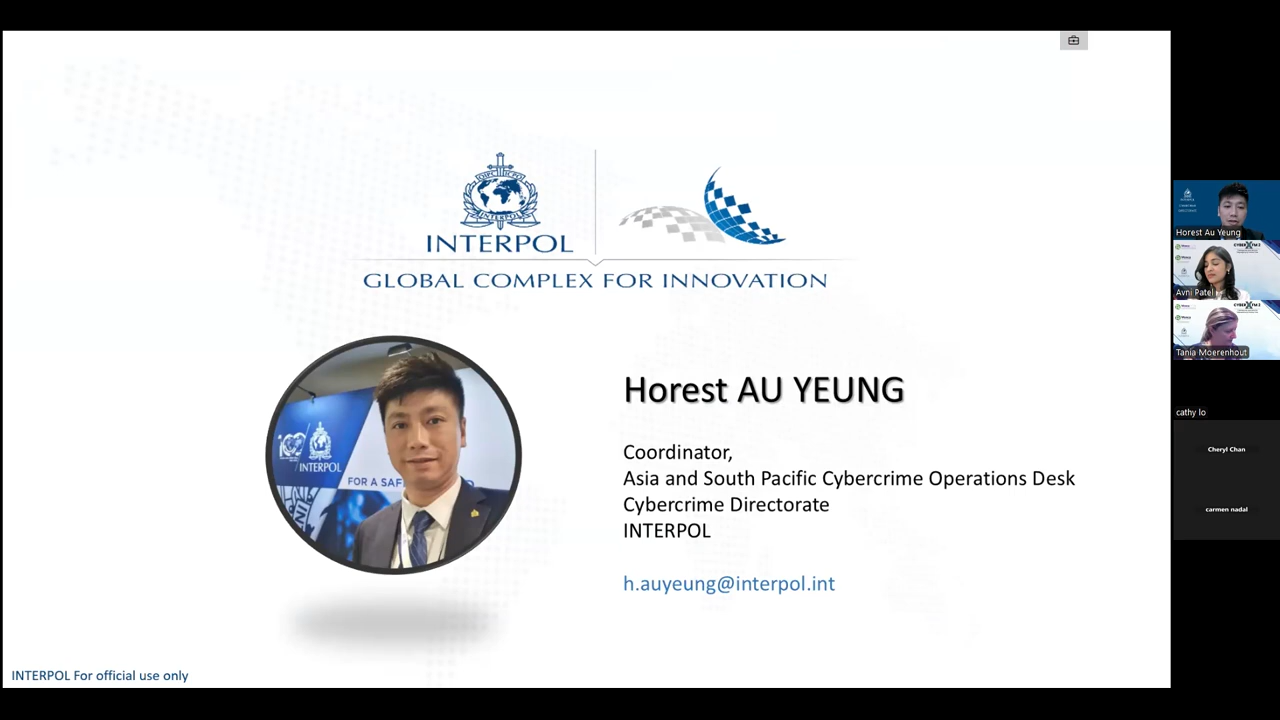 INTERPOL
GLOBAL COMPLEX FOR INNOVATION
100
INTERPOL
FOR A SAF
Horest AU YEUNG
Coordinator,
Asia and South Pacific Cybercrime Operations Desk
Cybercrime Directorate
INTERPOL
h.auyeung@interpol.int
INTERPOL For official use only
Horest Au Yeung
Avni Patel
Tania Moerenhout
cathy lo
Cheryl Chan
carmen nadal